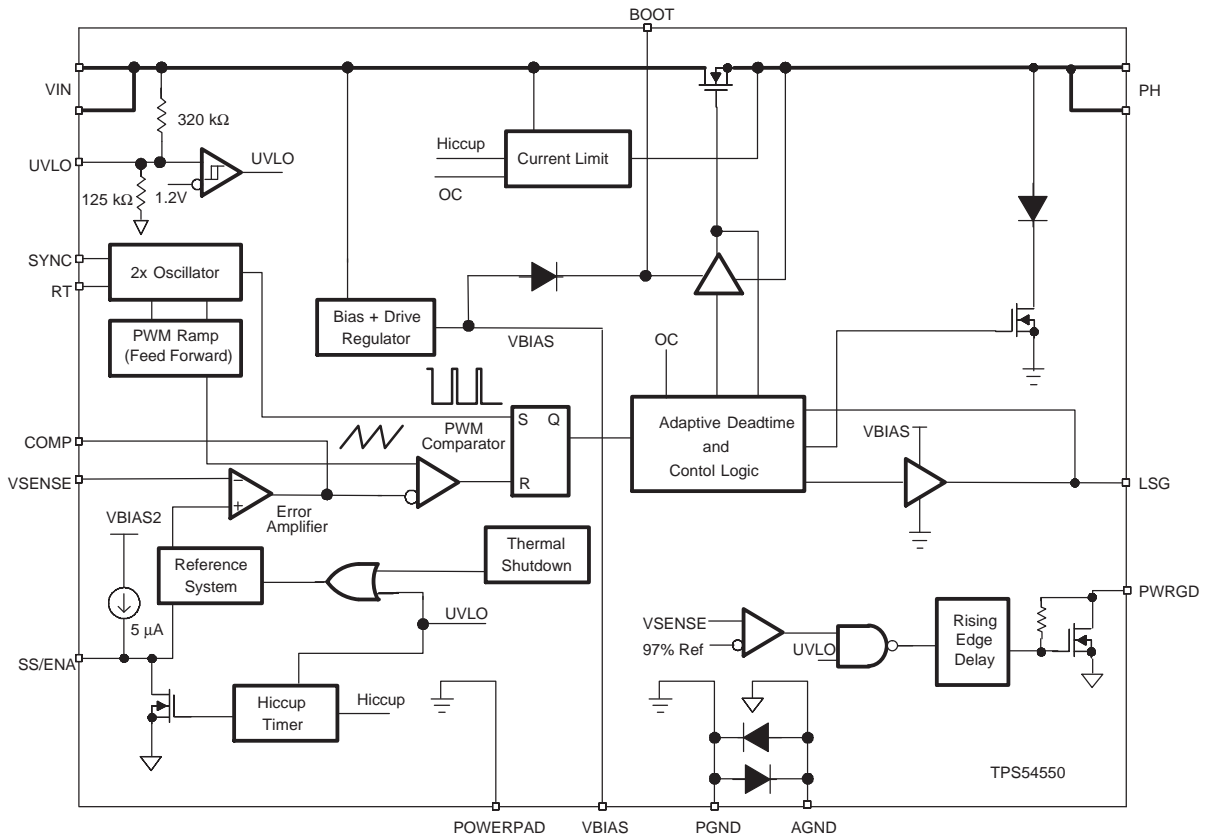 BOOT
VIN
PH
320 kΩ
Hiccup
Current Limit
UVLO
UVLO
OC
125 kΩ
1.2V
SYNC
2x Oscillator
RT
Bias + Drive
Regulator
PWM Ramp
(Feed Forward)
VBIAS
OC
S
Q
Adaptive Deadtime
and
Contol Logic
PWM
Comparator
VBIAS
COMP
VSENSE
R
LSG
−
+
Error
Amplifier
VBIAS2
Thermal
Shutdown
Reference
System
PWRGD
5 μA
UVLO
VSENSE
97% Ref
UVLO
Rising
Edge
Delay
SS/ENA
Hiccup
Timer
Hiccup
TPS54550
POWERPAD
VBIAS
PGND
AGND